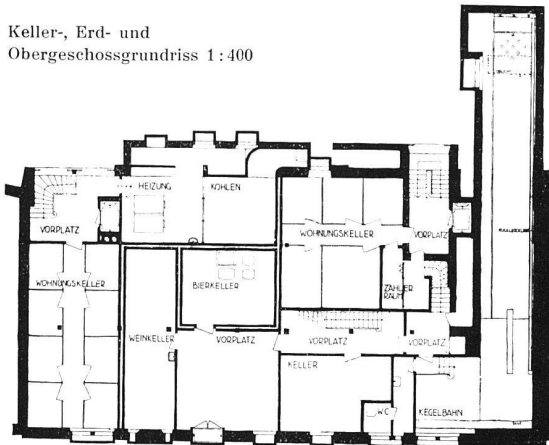 Keller-, Erd- und
Obergeschossgrundriss 1 : 400
HEIZUNG
KOHLEN
VORPLATZ
WOHNUNGSKELLER
VORPLATZ
WOHNUNGSKELLER
ZÄHLER
RAUM
BIERKELLER
WEINKELLER
VORPLATZ
VORPLATZ
VORPLATZ
KELLER
W.C.
KEGELBAHN